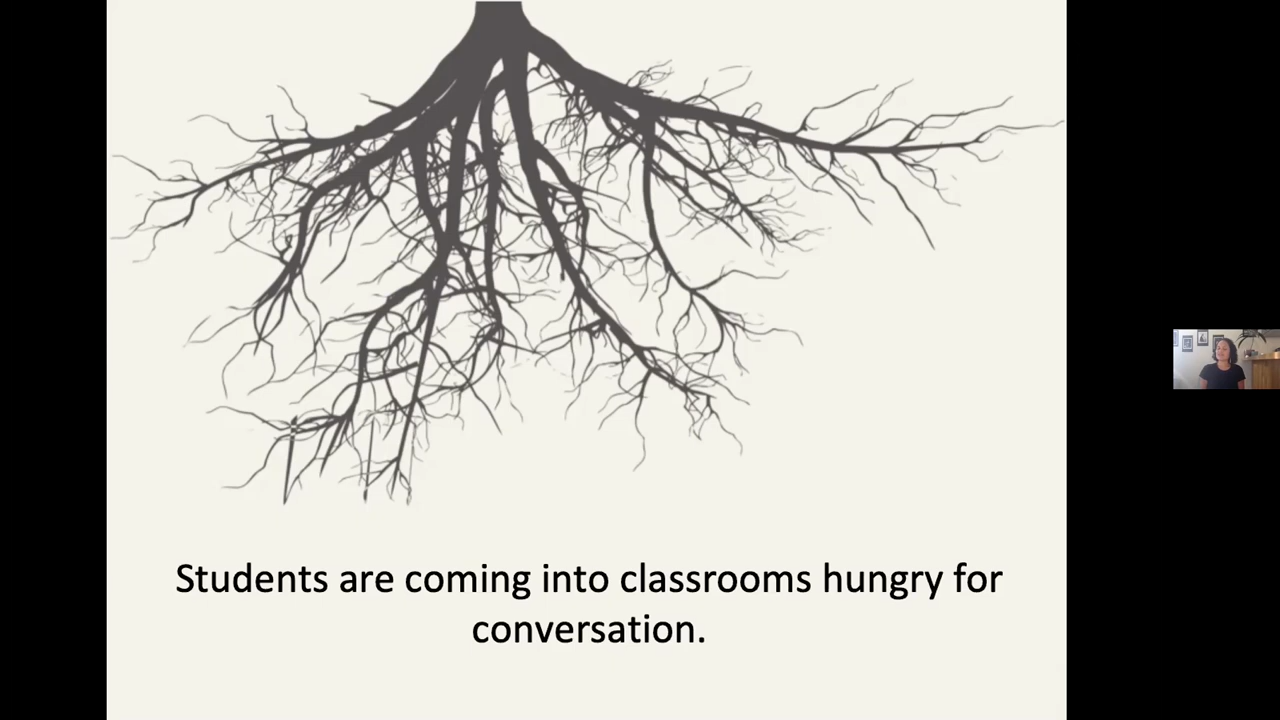 Students are coming into classrooms hungry for
conversation.